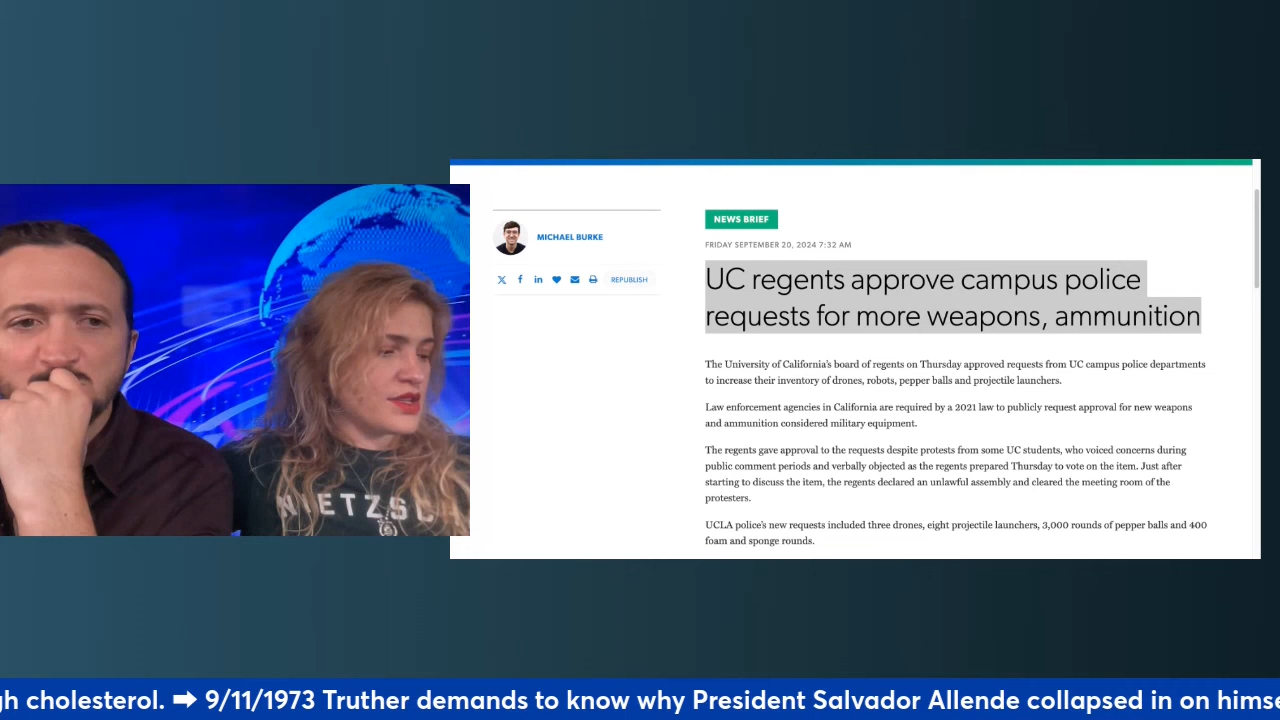 MICHAEL BURKE
REPUBLISH
NEWS BRIEF
FRIDAY SEPTEMBER 20, 2024 7:32 AM
UC regents approve campus police
requests for more weapons, ammunition
The University of California's board of regents on Thursday approved requests from UC campus police departments
to increase their inventory of drones, robots, pepper balls and projectile launchers.
Law enforcement agencies in California are required by a 2021 law to publicly request approval for new weapons
and ammunition considered military equipment.
The regents gave approval to the requests despite protests from some UC students, who voiced concerns during
public comment periods and verbally objected as the regents prepared Thursday to vote on the item. Just after
starting to discuss the item, the regents declared an unlawful assembly and cleared the meeting room of the
protesters.
UCLA police's new requests included three drones, eight projectile launchers, 3,000 rounds of pepper balls and 400
foam and sponge rounds.
NIETZSC
gh cholesterol. ➡ 9/11/1973 Truther demands to know why President Salvador Allende collapsed in on himse